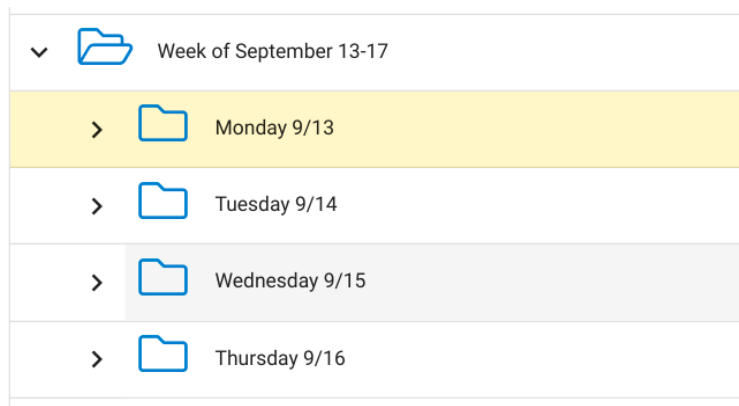 Week of September 13-17
Monday 9/13
Tuesday 9/14
Wednesday 9/15
Thursday 9/16